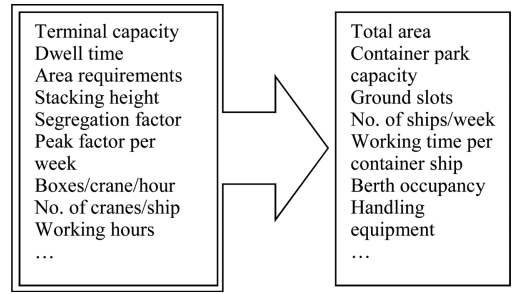 Terminal capacity
Dwell time
Area requirements
Stacking height
Segregation factor
Peak factor per
week
Boxes/crane/hour
No. of cranes/ship
Working hours
…
Total area
Container park
capacity
Ground slots
No. of ships/week
Working time per
container ship
Berth occupancy
Handling
equipment
…